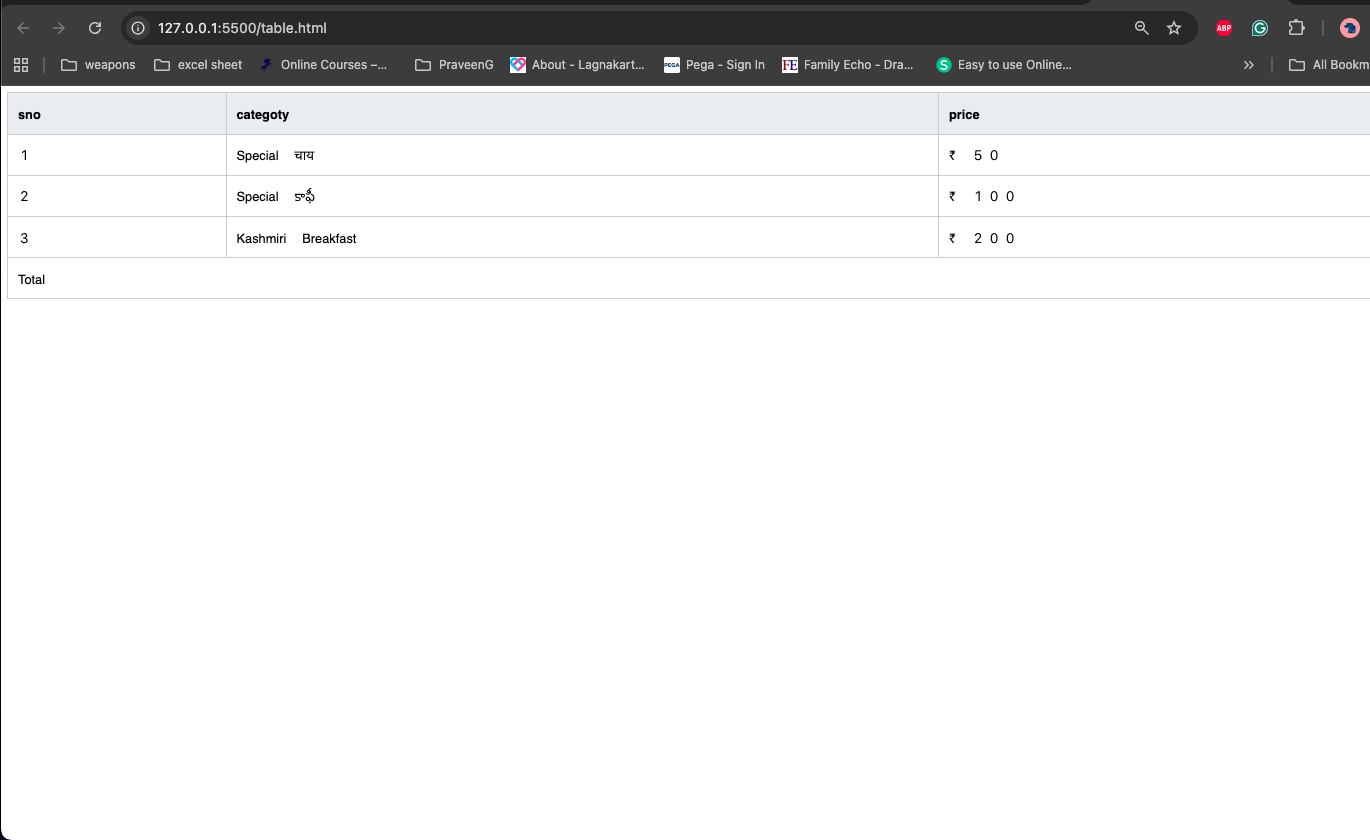 127.0.0.1:5500/table.html
ABP
weapons excel sheet Online Courses –... PraveenG About - Lagnakart... PEGA Pega - Sign In FE Family Echo - Dra... S Easy to use Online... » All Bookm
sno categoty price
1 Special चाय ₹ 5 0
2 Special కాఫీ ₹ 1 0 0
3 Kashmiri Breakfast ₹ 2 0 0
Total